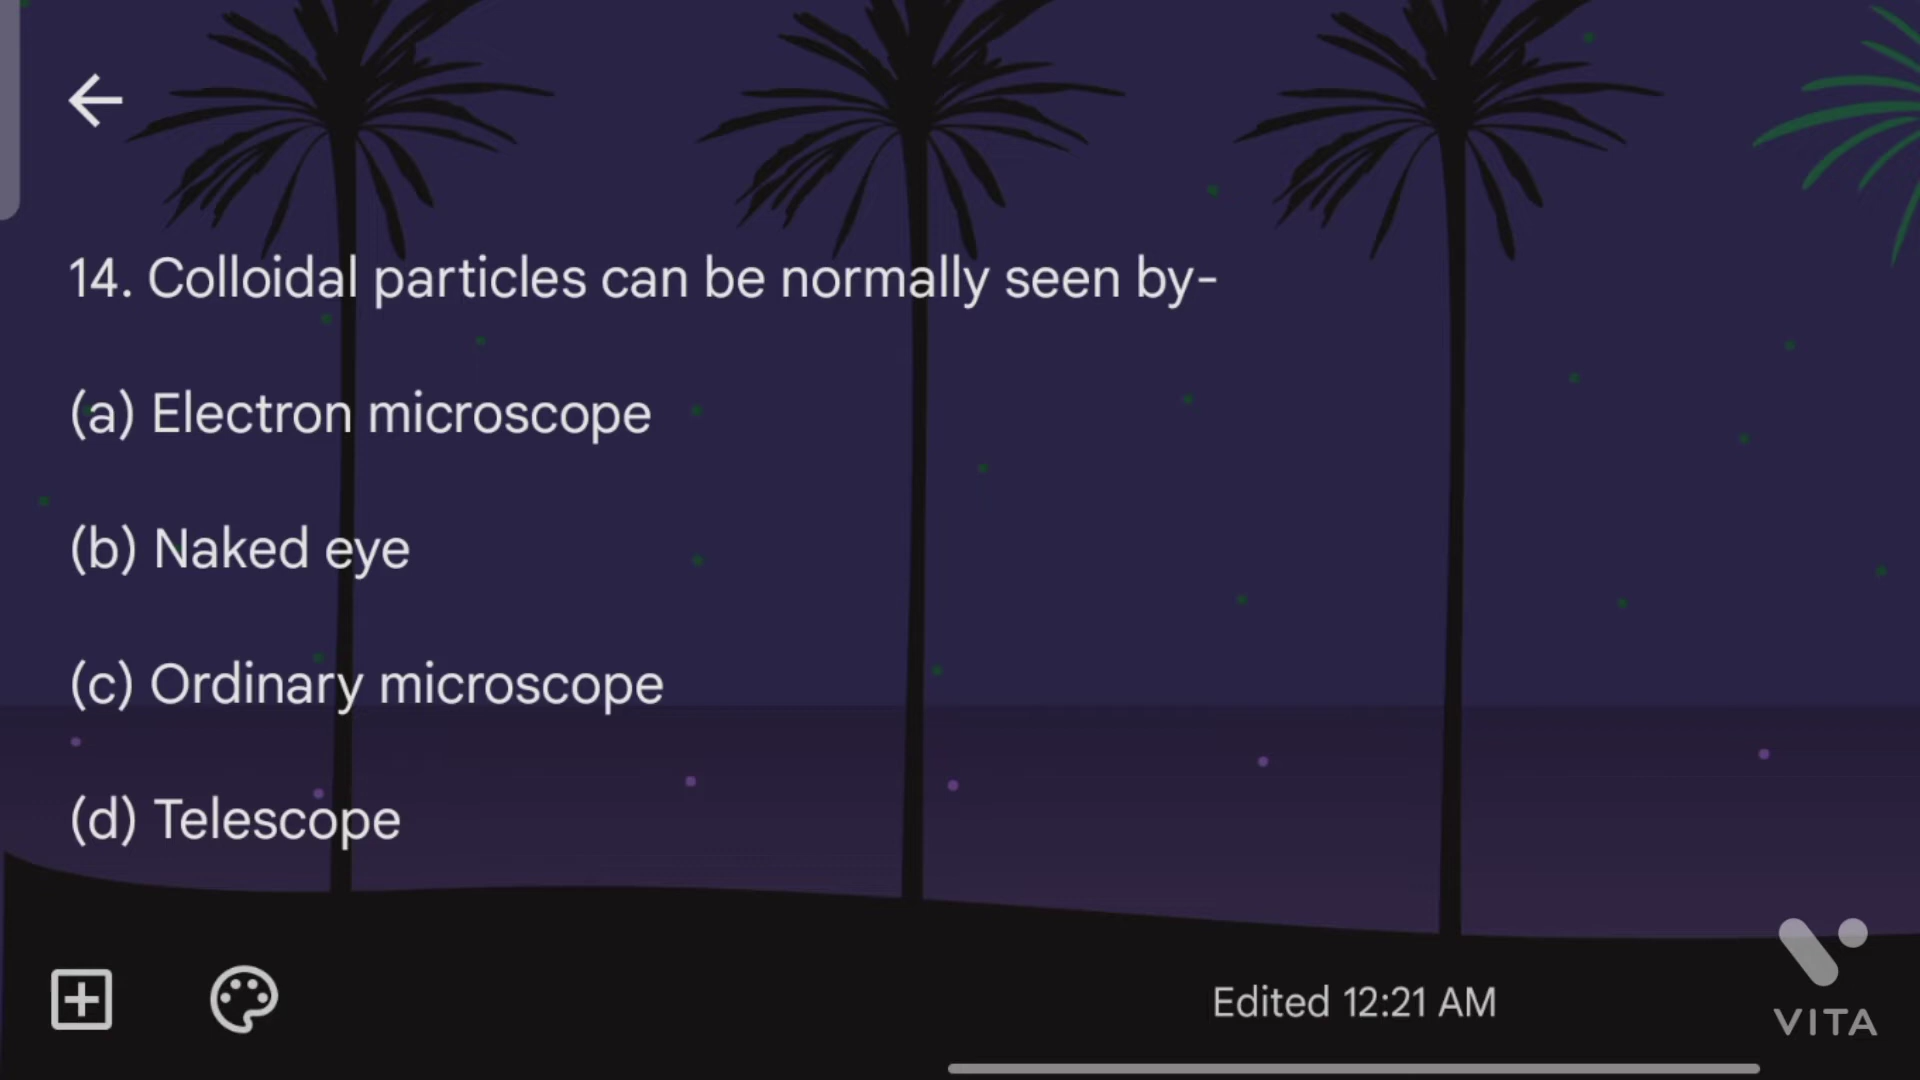 14. Colloidal particles can be normally seen by-
(a) Electron microscope
(b) Naked eye
(c) Ordinary microscope
(d) Telescope
Edited 12:21 AM
VITA